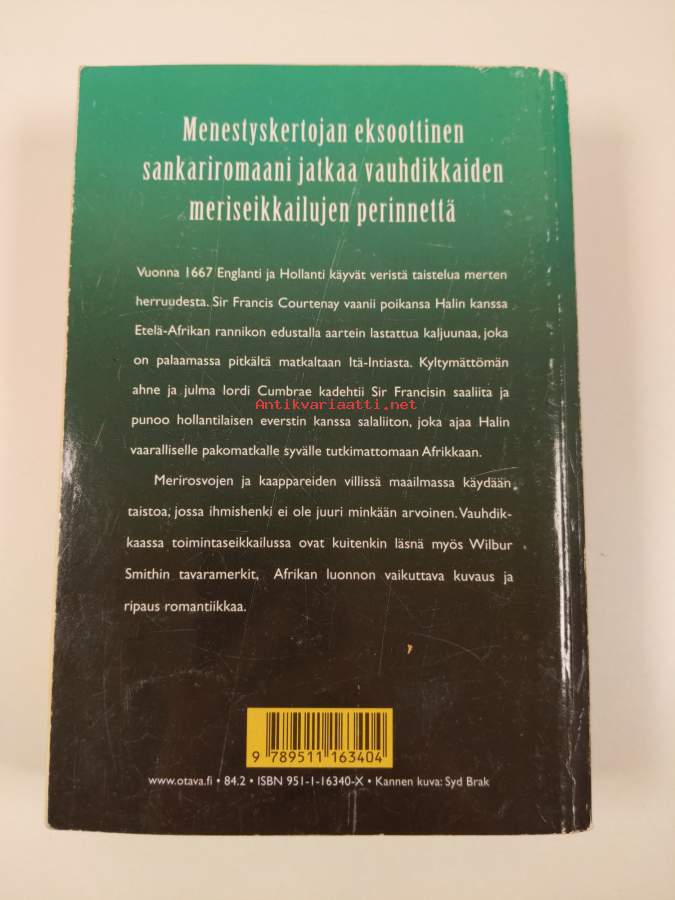 Menestyskertojan eksoottinen
sankariromaani jatkaa vauhdikkaiden
meriseikkailujen perinnettä
Vuonna 1667 Englanti ja Hollanti käyvät veristä taistelua merten
herruudesta. Sir Francis Courtenay vaanii poikansa Halin kanssa
Etelä-Afrikan rannikon edustalla aartein lastattua kaljuunaa, joka
on palaamassa pitkältä matkaltaan Itä-Intiasta. Kyltymättömän
ahne ja julma lordi Cumbrae kadehtii Sir Francisin saaliita ja
Antikvariaatti.net
punoo hollantilaisen everstin kanssa salaliiton, joka ajaa Halin
vaaralliselle pakomatkalle syvälle tutkimattomaan Afrikkaan.
Merirosvojen ja kaappareiden villissä maailmassa käydään
taistoa, jossa ihmishenki ei ole juuri minkään arvoinen. Vauhdik-
kaassa toimintaseikkailussa ovat kuitenkin läsnä myös Wilbur
Smithin tavaramerkit, Afrikan luonnon vaikuttava kuvaus ja
ripaus romantiikkaa.
9 789511 163404
www.otava.fi • 84.2 • ISBN 951-1-16340-X • Kannen kuva: Syd Brak